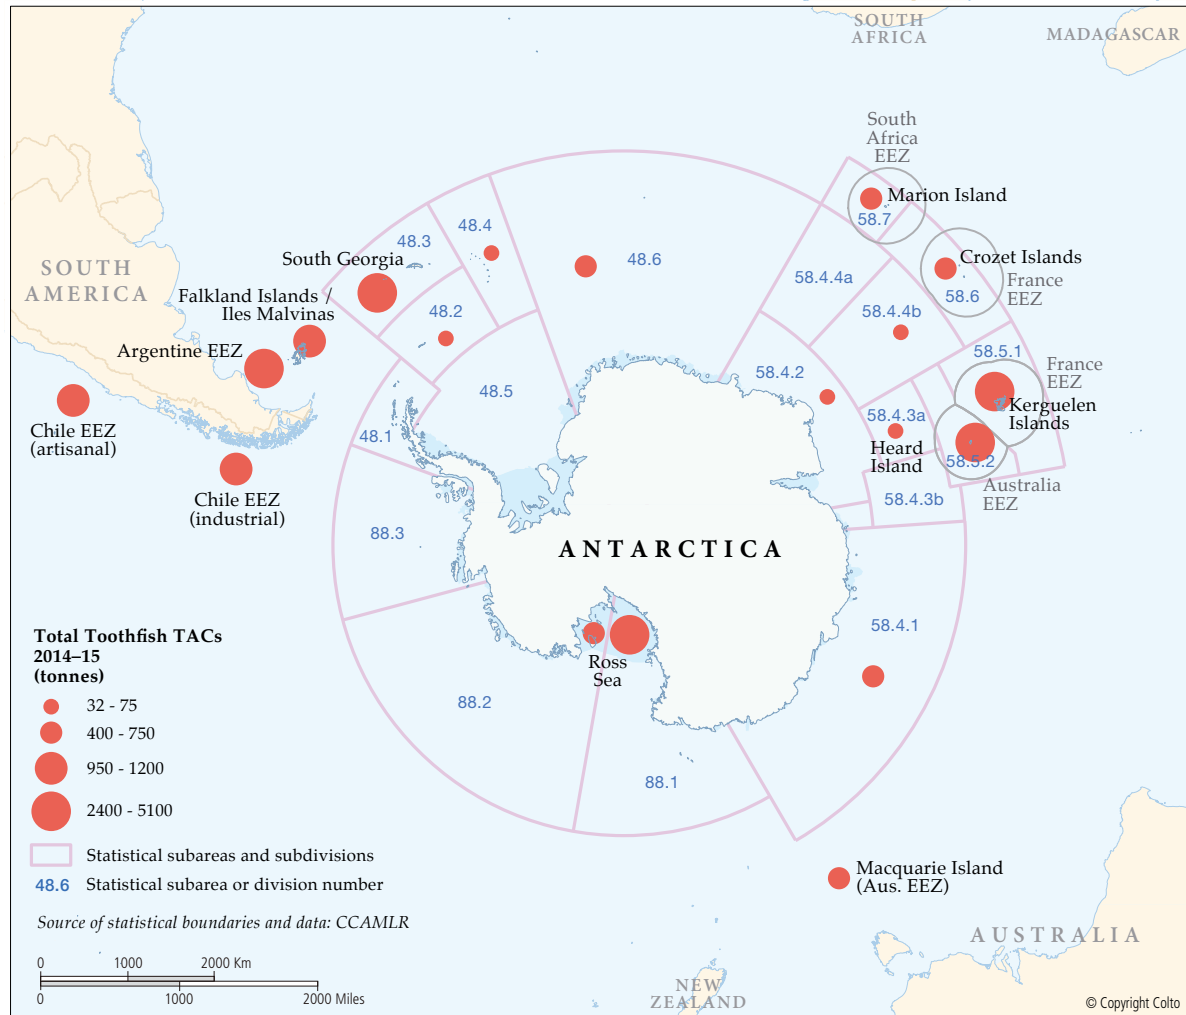 SOUTH
AFRICA
MADAGASCAR
South
Africa
EEZ
Marion Island
58.7
48.4
48.3
South Georgia
48.6
Crozet Islands
58.6
France
EEZ
58.4.4a
SOUTH
AMERICA
Falkland Islands /
Iles Malvinas
48.2
58.4.4b
Argentine EEZ
58.5.1
France
EEZ
48.5
58.4.2
Kerguelen
Islands
58.4.3a
Chile EEZ
(artisanal)
48.1
Heard
Island
58.5.2
Australia
EEZ
Chile EEZ
(industrial)
58.4.3b
88.3
ANTARCTICA
58.4.1
Ross
Sea
88.2
88.1
Total Toothfish TACs
2014–15
(tonnes)
32 - 75
400 - 750
950 - 1200
2400 - 5100
Statistical subareas and subdivisions
48.6 Statistical subarea or division number
Source of statistical boundaries and data: CCAMLR
Macquarie Island
(Aus. EEZ)
AUSTRALIA
0 1000 2000 Km
0 1000 2000 Miles
NEW
ZEALAND
© Copyright Colto